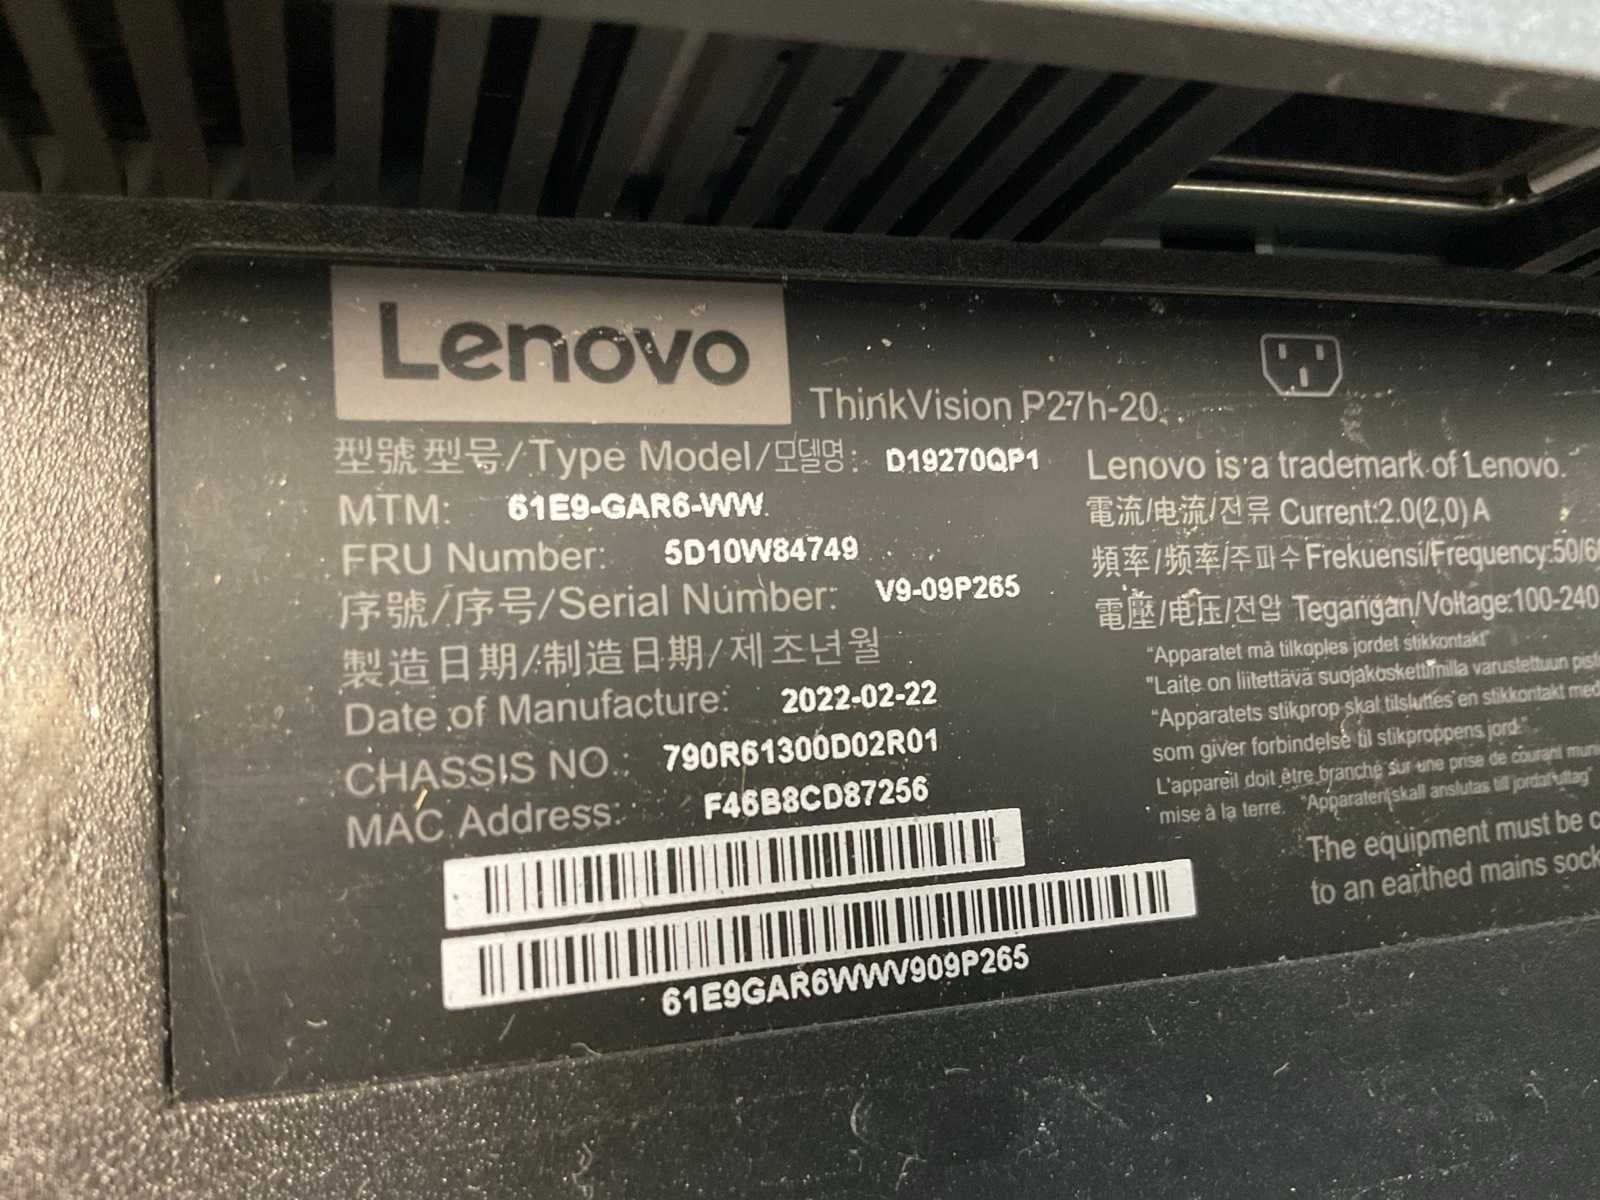 Lenovo
ThinkVision P27h-20
型號型号/Type Model/모델명: D19270QP1
MTM: 61E9-GAR6-WW
FRU Number: 5D10W84749
序號/序号/Serial Number: V9-09P265
製造日期/制造日期/제조년월
Date of Manufacture: 2022-02-22
CHASSIS NO.: 790R61300D02R01
MAC Address: F46B8CD87256
61E9GAR6WWV909P265
Lenovo is a trademark of Lenovo.
電流/电流/전류 Current:2.0(2,0)A
頻率/频率/주파수 Frekuensi/Frequency:50/6
電壓/电压/전압 Tegangan/Voltage:100-240
"Apparatet må tilkoples jordet stikkontakt"
"Laite on liitettävä suojakoskettimilla varustettuun
"Apparatets stikprop skal tilsluttes en stikkontakt med
som giver forbindelse til stikproppens jord."
L'appareil doit être branché sur une prise de courant
mise à la terre. "Apparaten skall anslutas till jordat uttag"
The equipment must be
to an earthed mains